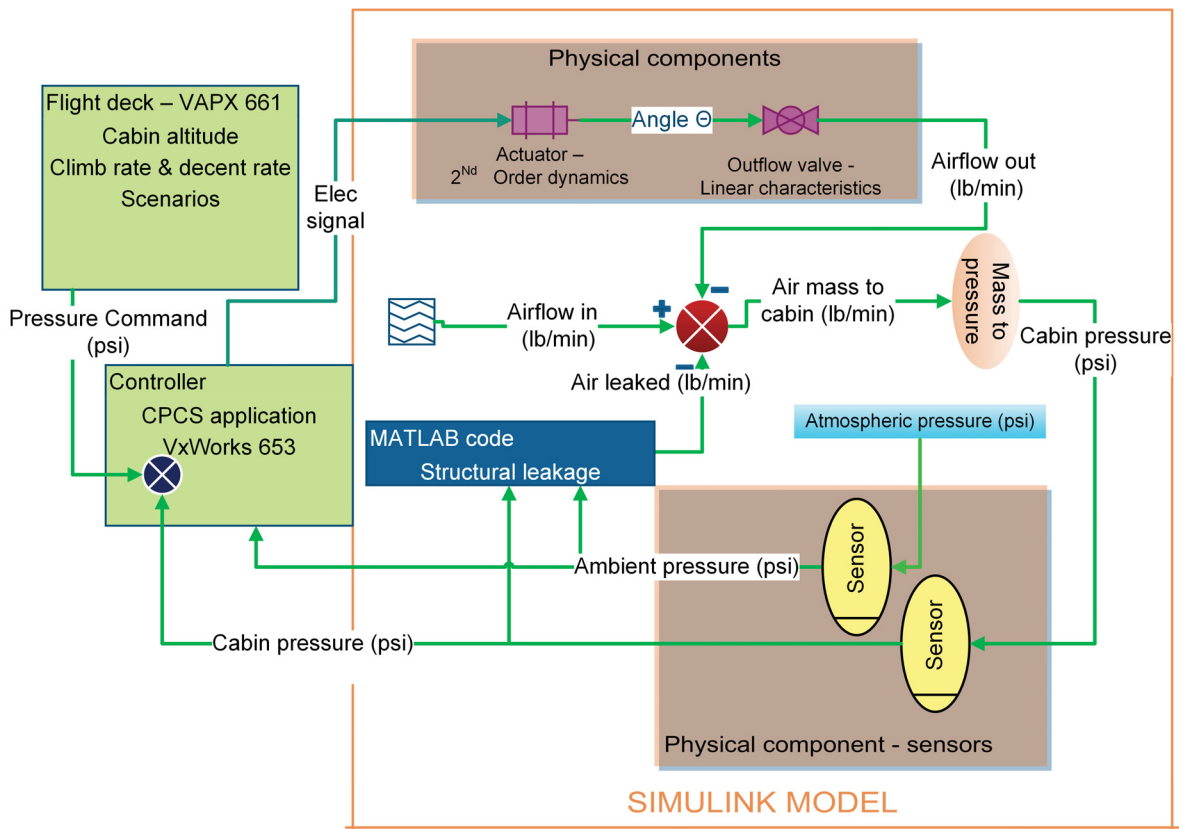 Physical components
Flight deck – VAPX 661
Cabin altitude
Climb rate & decent rate
Scenarios
Angle Θ
Actuator –
2Nd Order dynamics
Outflow valve -
Linear characteristics
Airflow out
(lb/min)
Elec
signal
Pressure Command
(psi)
Airflow in
(lb/min)
+
−
−
Air mass to
cabin (lb/min)
Mass to
pressure
Cabin pressure
(psi)
Air leaked (lb/min)
Controller
CPCS application
VxWorks 653
MATLAB code
Structural leakage
Atmospheric pressure (psi)
Sensor
Ambient pressure (psi)
Sensor
Cabin pressure (psi)
Physical component - sensors
SIMULINK MODEL